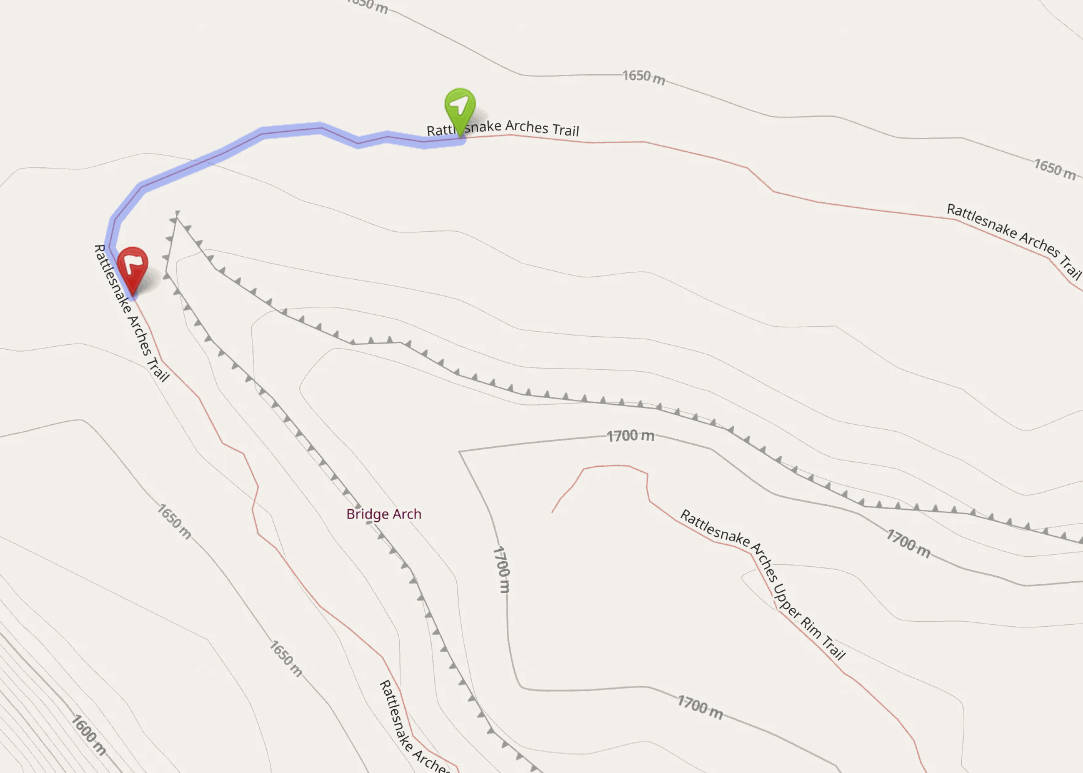 1650 m
1650 m
Rattlesnake Arches Trail
1650 m
Rattlesnake Arches Trail
Rattlesnake Arches Trail
1700 m
1650 m
Bridge Arch
Rattlesnake Arches Upper Rim Trail
1700 m
1700 m
1650 m
Rattlesnake Arches
1700 m
1600 m